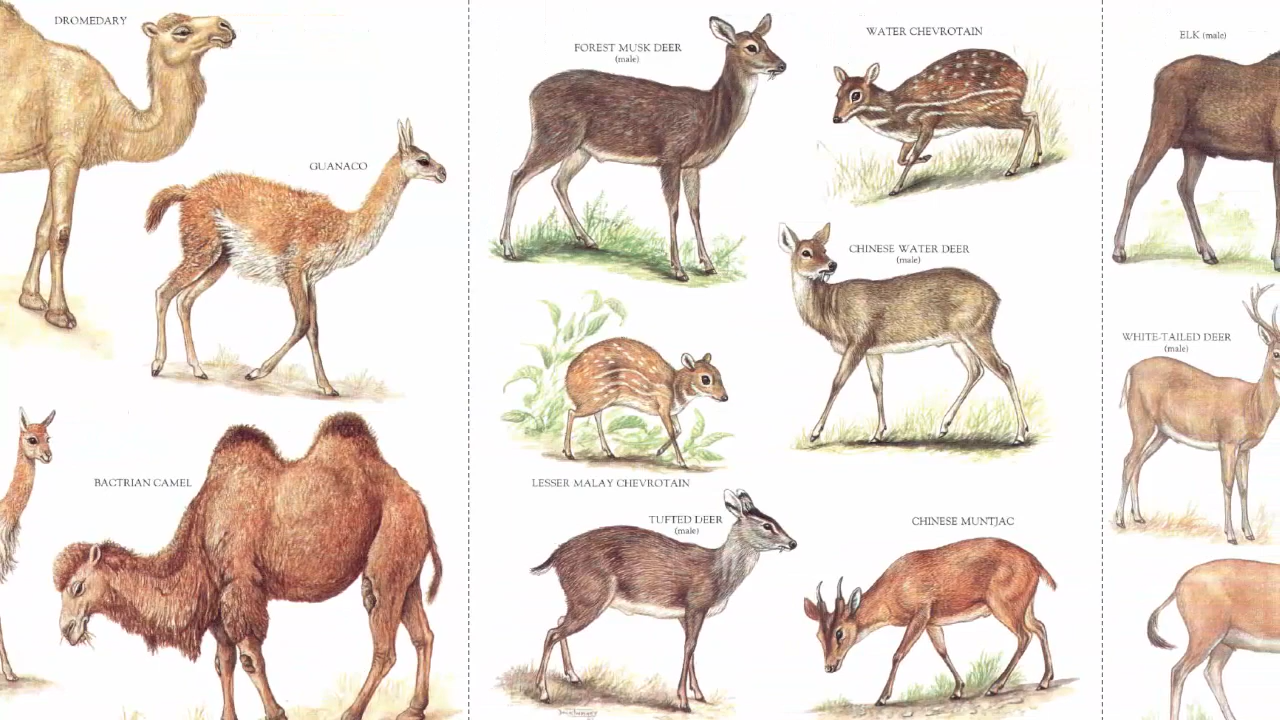 DROMEDARY
GUANACO
BACTRIAN CAMEL
FOREST MUSK DEER
(male)
WATER CHEVROTAIN
CHINESE WATER DEER
(male)
LESSER MALAY CHEVROTAIN
TUFTED DEER
(male)
CHINESE MUNTJAC
ELK (male)
WHITE-TAILED DEER
(male)